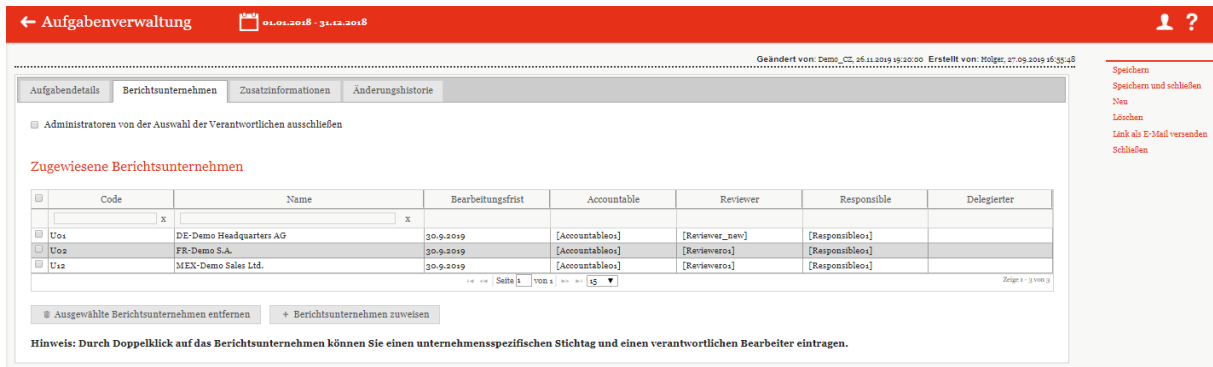 Aufgabenverwaltung 01.01.2018 - 31.12.2018 ?
Geändert von: Demo_CZ, 26.11.2019 19:20:00 Erstellt von: Holger, 27.09.2019 16:55:48
Aufgabendetails Berichtsunternehmen Zusatzinformationen Änderungshistorie
Administratoren von der Auswahl der Verantwortlichen ausschließen
Zugewiesene Berichtsunternehmen
Code Name Bearbeitungsfrist Accountable Reviewer Responsible Delegierter
x x
U01 DE-Demo Headquarters AG 30.9.2019 [Accountable01] [Reviewer_new] [Responsible01]
U02 FR-Demo S.A. 30.9.2019 [Accountable01] [Reviewer01] [Responsible01]
U12 MEX-Demo Sales Ltd. 30.9.2019 [Accountable01] [Reviewer01] [Responsible01]
Seite 1 von 1 15 Zeige 1 - 3 von 3
Ausgewählte Berichtsunternehmen entfernen + Berichtsunternehmen zuweisen
Hinweis: Durch Doppelklick auf das Berichtsunternehmen können Sie einen unternehmensspezifischen Stichtag und einen verantwortlichen Bearbeiter eintragen.
Speichern
Speichern und schließen
Neu
Löschen
Link als E-Mail versenden
Schließen